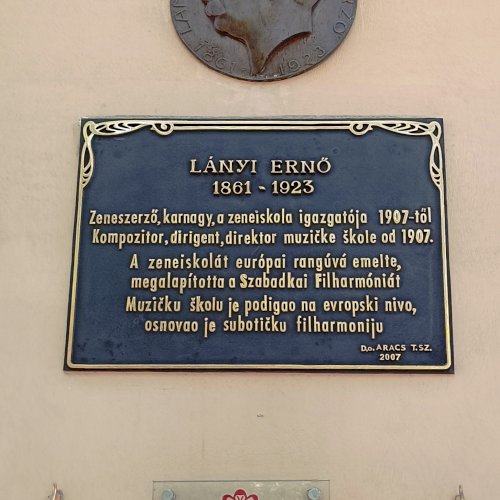 1861 - 1923
LÁNYI ERNŐ
1861 - 1923
Zeneszerző, karnagy, a zeneiskola igazgatója 1907-től
Kompozitor, dirigent, direktor muzičke škole od 1907.
A zeneiskolát európai rangúvá emelte,
megalapította a Szabadkai Filharmóniát
Muzičku školu je podigao na evropski nivo,
osnovao je subotičku filharmoniju
D.o. ARACS T.SZ.
2007